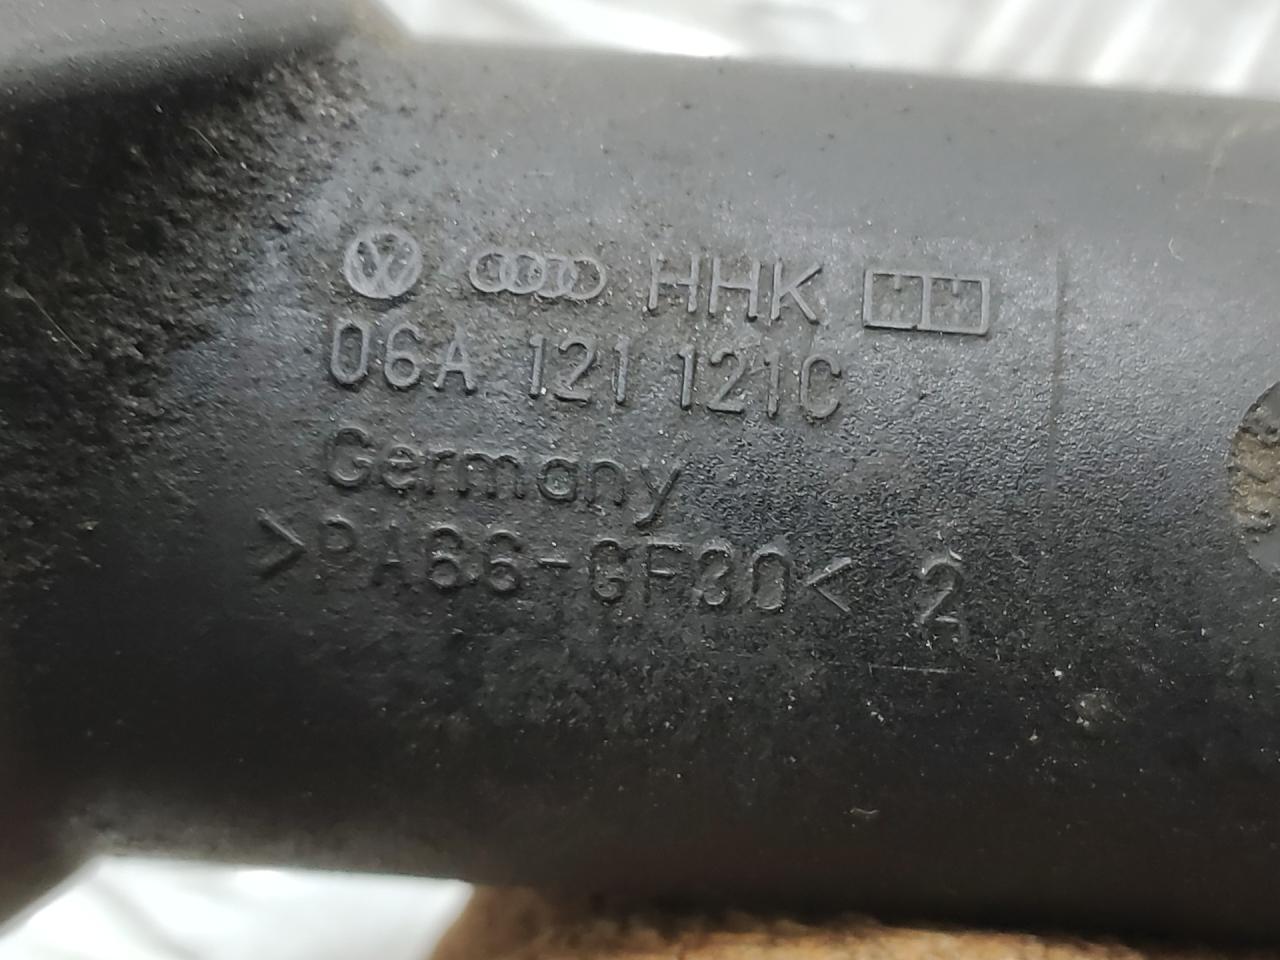 HHK
06A 121 121C
Germany
>PA66-GF30< 2